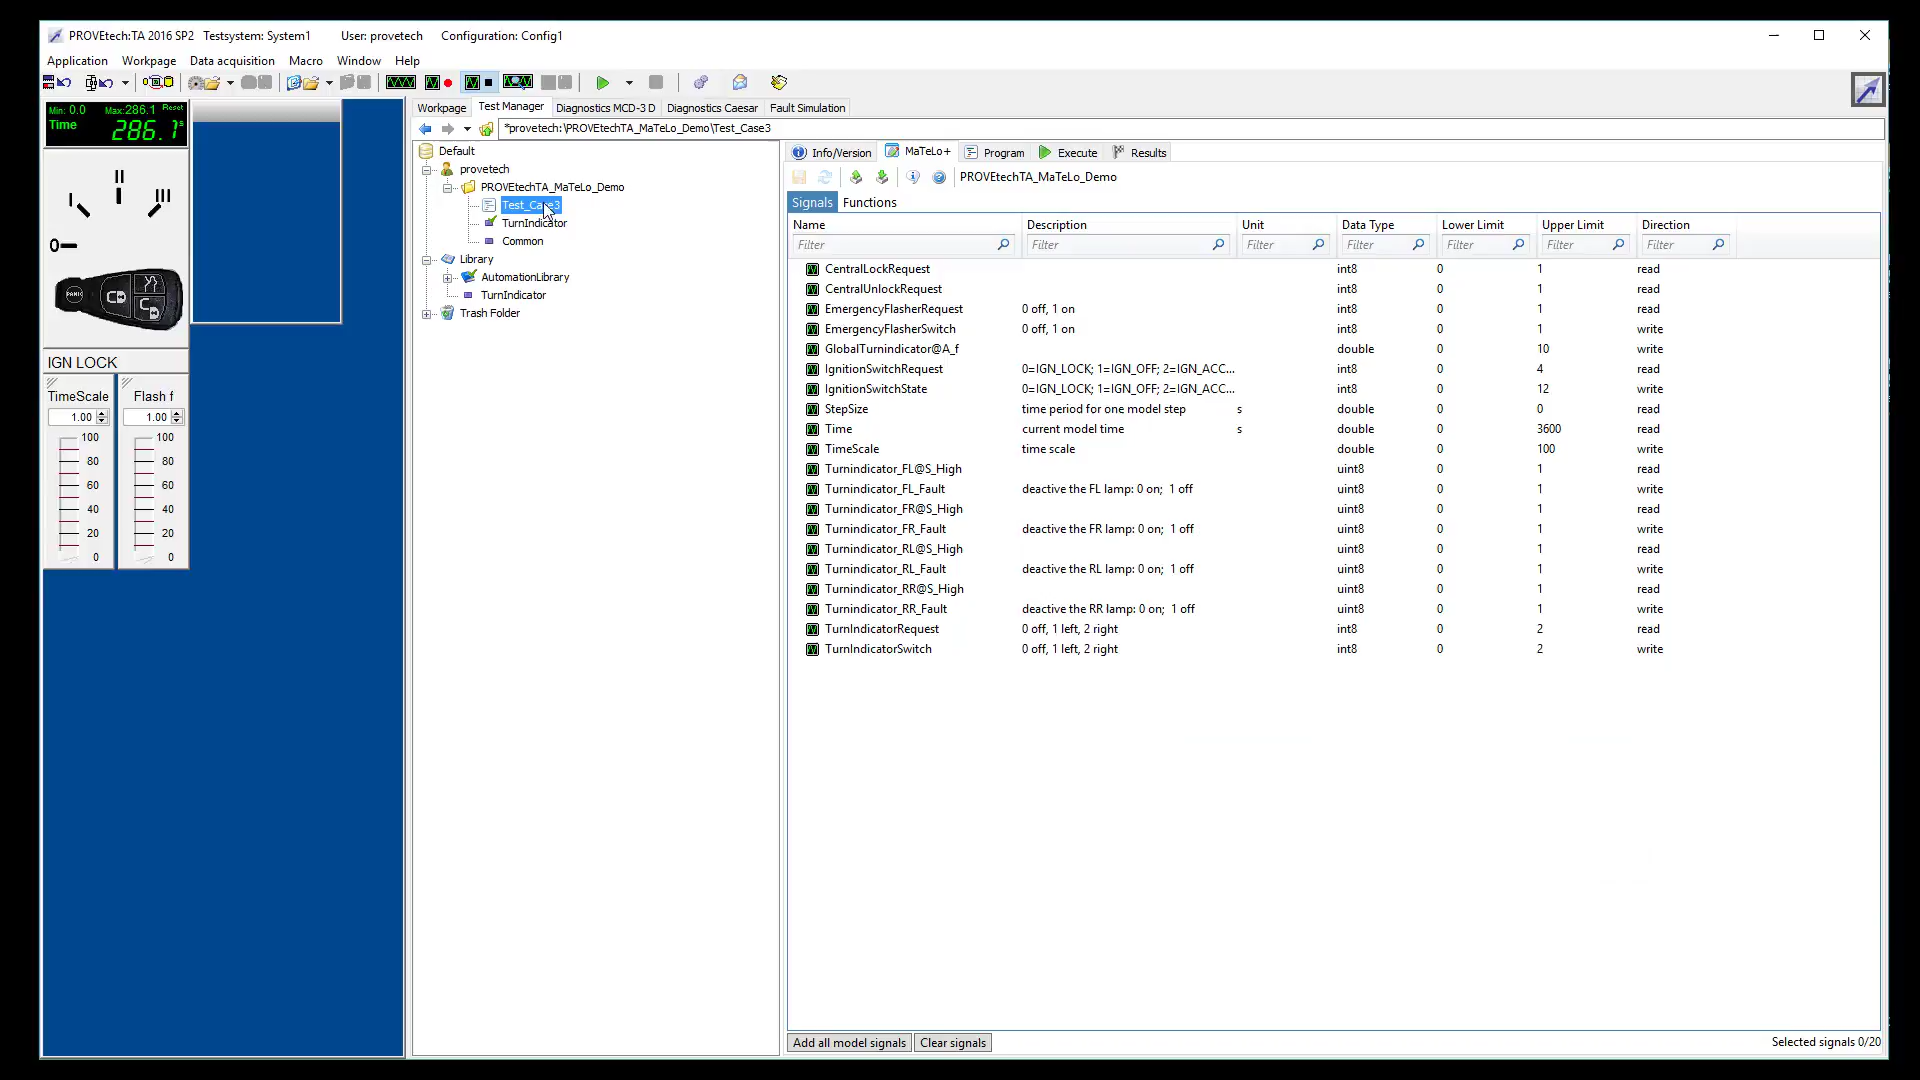 PROVEtech:TA 2016 SP2 Testsystem: System1 User: provetech Configuration: Config1
Application Workpage Data acquisition Macro Window Help
Min: 0.0 Max:286.1 Reset
Time 286.1 s
I II III
0
PANIC
IGN LOCK
TimeScale Flash f
1.00 1.00
100 100
80 80
60 60
40 40
20 20
0 0
Workpage Test Manager Diagnostics MCD-3 D Diagnostics Caesar Fault Simulation
*provetech:\PROVEtechTA_MaTeLo_Demo\Test_Case3
Default
provetech
PROVEtechTA_MaTeLo_Demo
Test_Case3
TurnIndicator
Common
Library
AutomationLibrary
TurnIndicator
Trash Folder
Info/Version MaTeLo+ Program Execute Results
PROVEtechTA_MaTeLo_Demo
Signals Functions
Name Description Unit Data Type Lower Limit Upper Limit Direction
Filter Filter Filter Filter Filter Filter Filter
CentralLockRequest int8 0 1 read
CentralUnlockRequest int8 0 1 read
EmergencyFlasherRequest 0 off, 1 on int8 0 1 read
EmergencyFlasherSwitch 0 off, 1 on int8 0 1 write
GlobalTurnindicator@A_f double 0 10 write
IgnitionSwitchRequest 0=IGN_LOCK; 1=IGN_OFF; 2=IGN_ACC... int8 0 4 read
IgnitionSwitchState 0=IGN_LOCK; 1=IGN_OFF; 2=IGN_ACC... int8 0 12 write
StepSize time period for one model step s double 0 0 read
Time current model time s double 0 3600 read
TimeScale time scale double 0 100 write
Turnindicator_FL@S_High uint8 0 1 read
Turnindicator_FL_Fault deactive the FL lamp: 0 on; 1 off uint8 0 1 write
Turnindicator_FR@S_High uint8 0 1 read
Turnindicator_FR_Fault deactive the FR lamp: 0 on; 1 off uint8 0 1 write
Turnindicator_RL@S_High uint8 0 1 read
Turnindicator_RL_Fault deactive the RL lamp: 0 on; 1 off uint8 0 1 write
Turnindicator_RR@S_High uint8 0 1 read
Turnindicator_RR_Fault deactive the RR lamp: 0 on; 1 off uint8 0 1 write
TurnIndicatorRequest 0 off, 1 left, 2 right int8 0 2 read
TurnIndicatorSwitch 0 off, 1 left, 2 right int8 0 2 write
Add all model signals Clear signals Selected signals 0/20